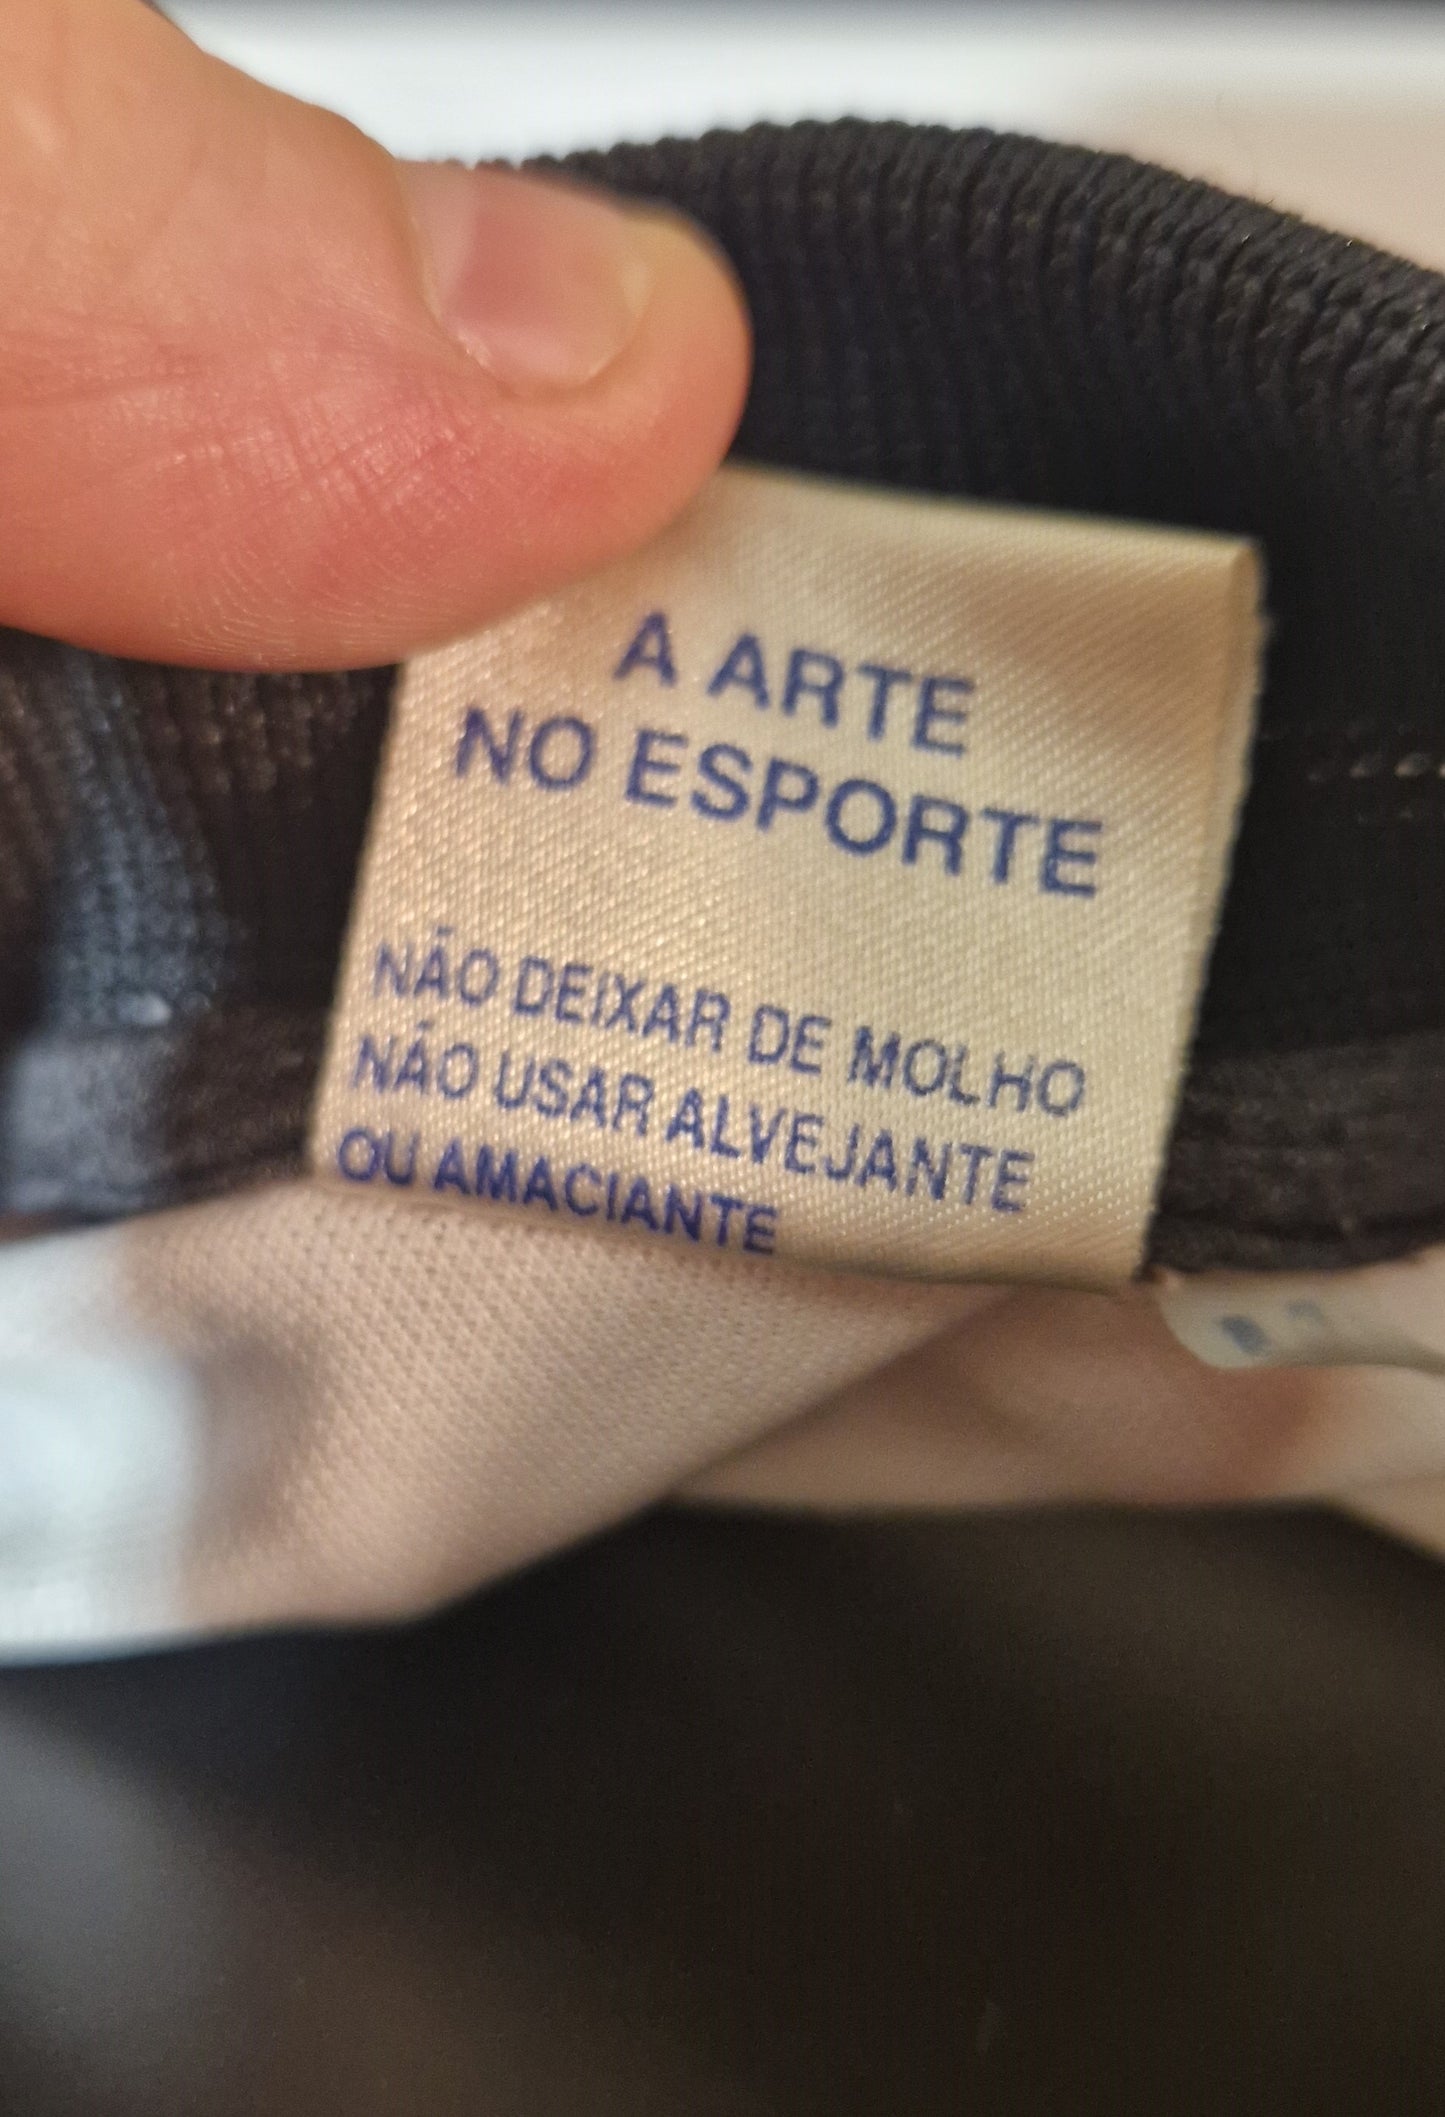 A ARTE
NO ESPORTE
NÃO DEIXAR DE MOLHO
NÃO USAR ALVEJANTE
OU AMACIANTE